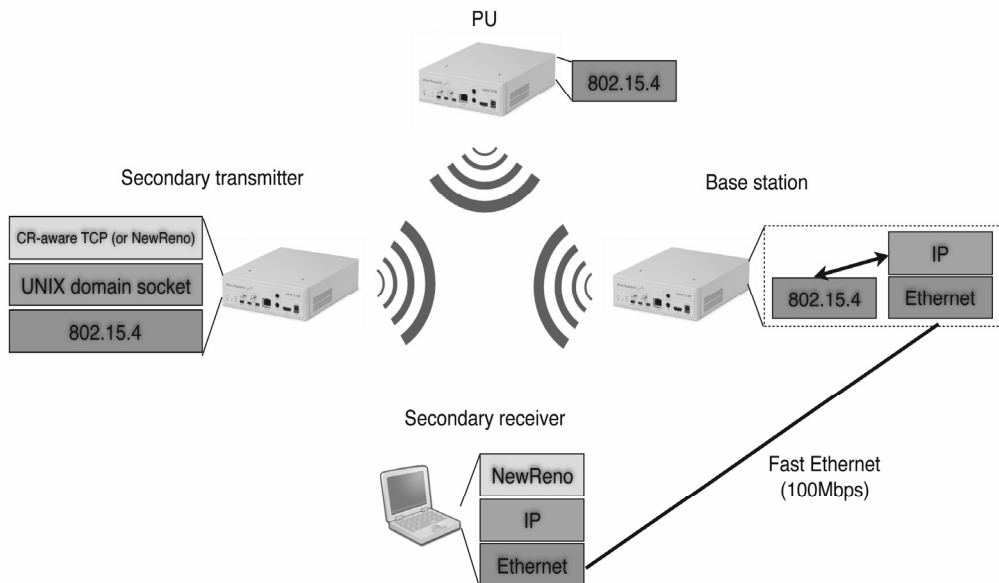 PU
802.15.4
Secondary transmitter
CR-aware TCP (or NewReno)
UNIX domain socket
802.15.4
Base station
IP
802.15.4
Ethernet
Secondary receiver
NewReno
IP
Ethernet
Fast Ethernet
(100Mbps)